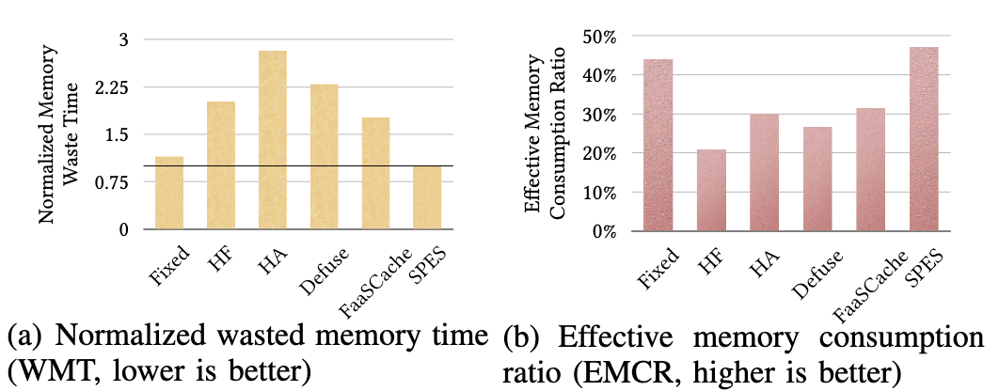 Normalized Memory
Waste Time
3
2.25
1.5
0.75
0
Fixed
HF
HA
Defuse
FaaSCache
SPES
(a) Normalized wasted memory time
(WMT, lower is better)
Effective Memory
Consumption Ratio
50%
40%
30%
20%
10%
0%
Fixed
HF
HA
Defuse
FaaSCache
SPES
(b) Effective memory consumption
ratio (EMCR, higher is better)